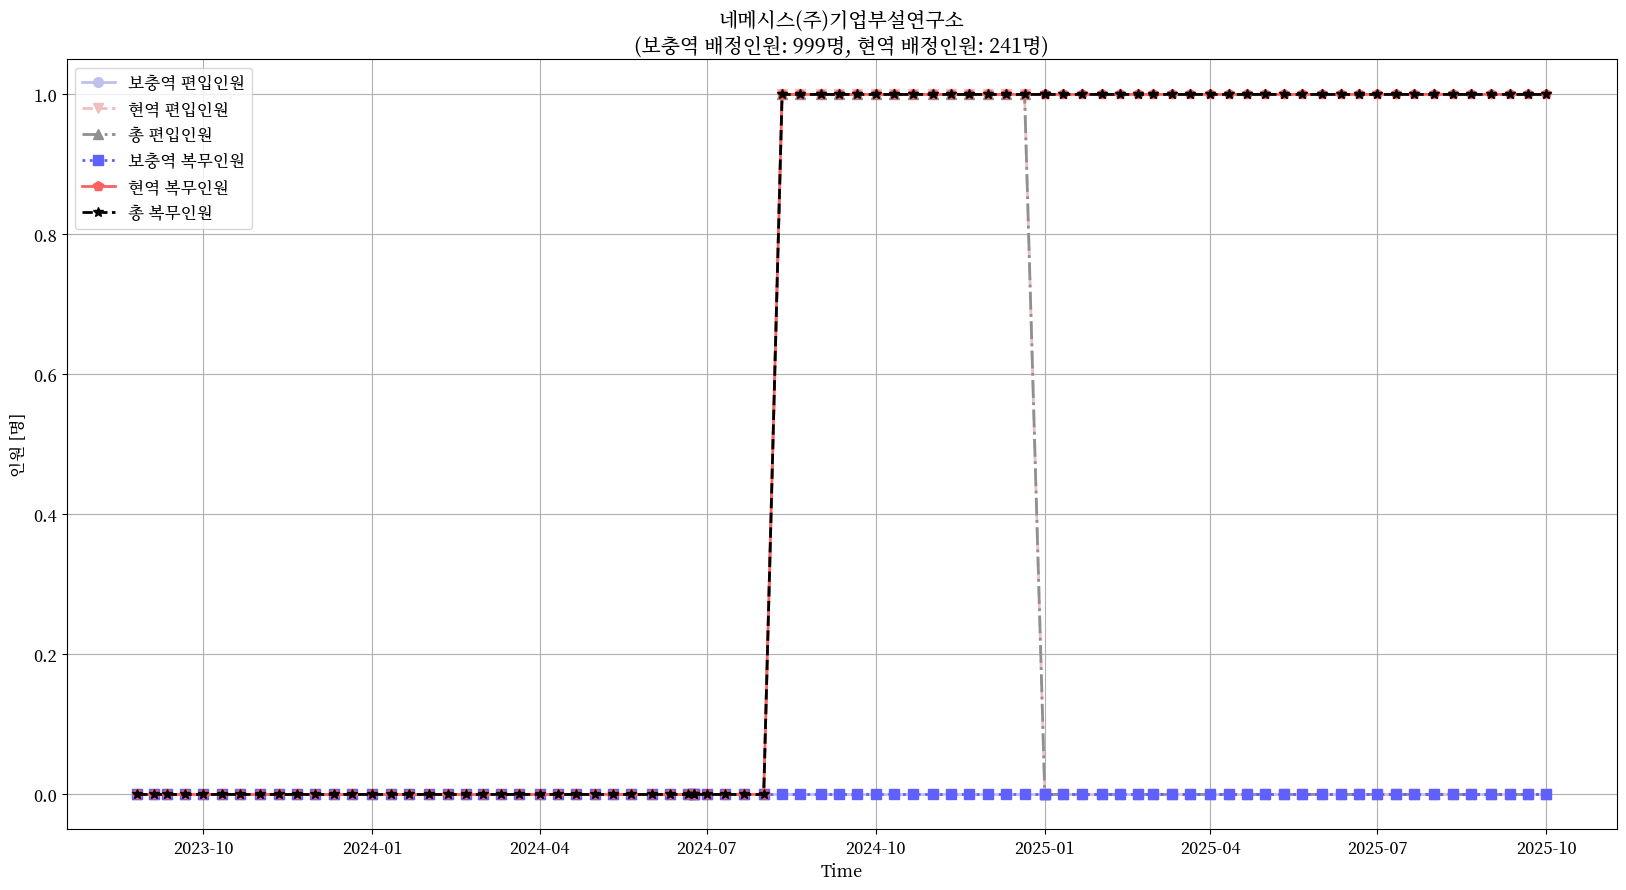 네메시스(주)기업부설연구소
(보충역 배정인원: 999명, 현역 배정인원: 241명)
보충역 편입인원
현역 편입인원
총 편입인원
보충역 복무인원
현역 복무인원
총 복무인원
인원 [명]
1.0
0.8
0.6
0.4
0.2
0.0
2023-10
2024-01
2024-04
2024-07
2024-10
2025-01
2025-04
2025-07
2025-10
Time